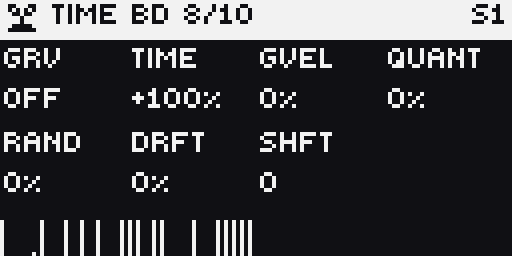 TIME BD 8/10 S1
GRV TIME GVEL QUANT
OFF +100% 0% 0%
RAND DRFT SHFT
0% 0% 0